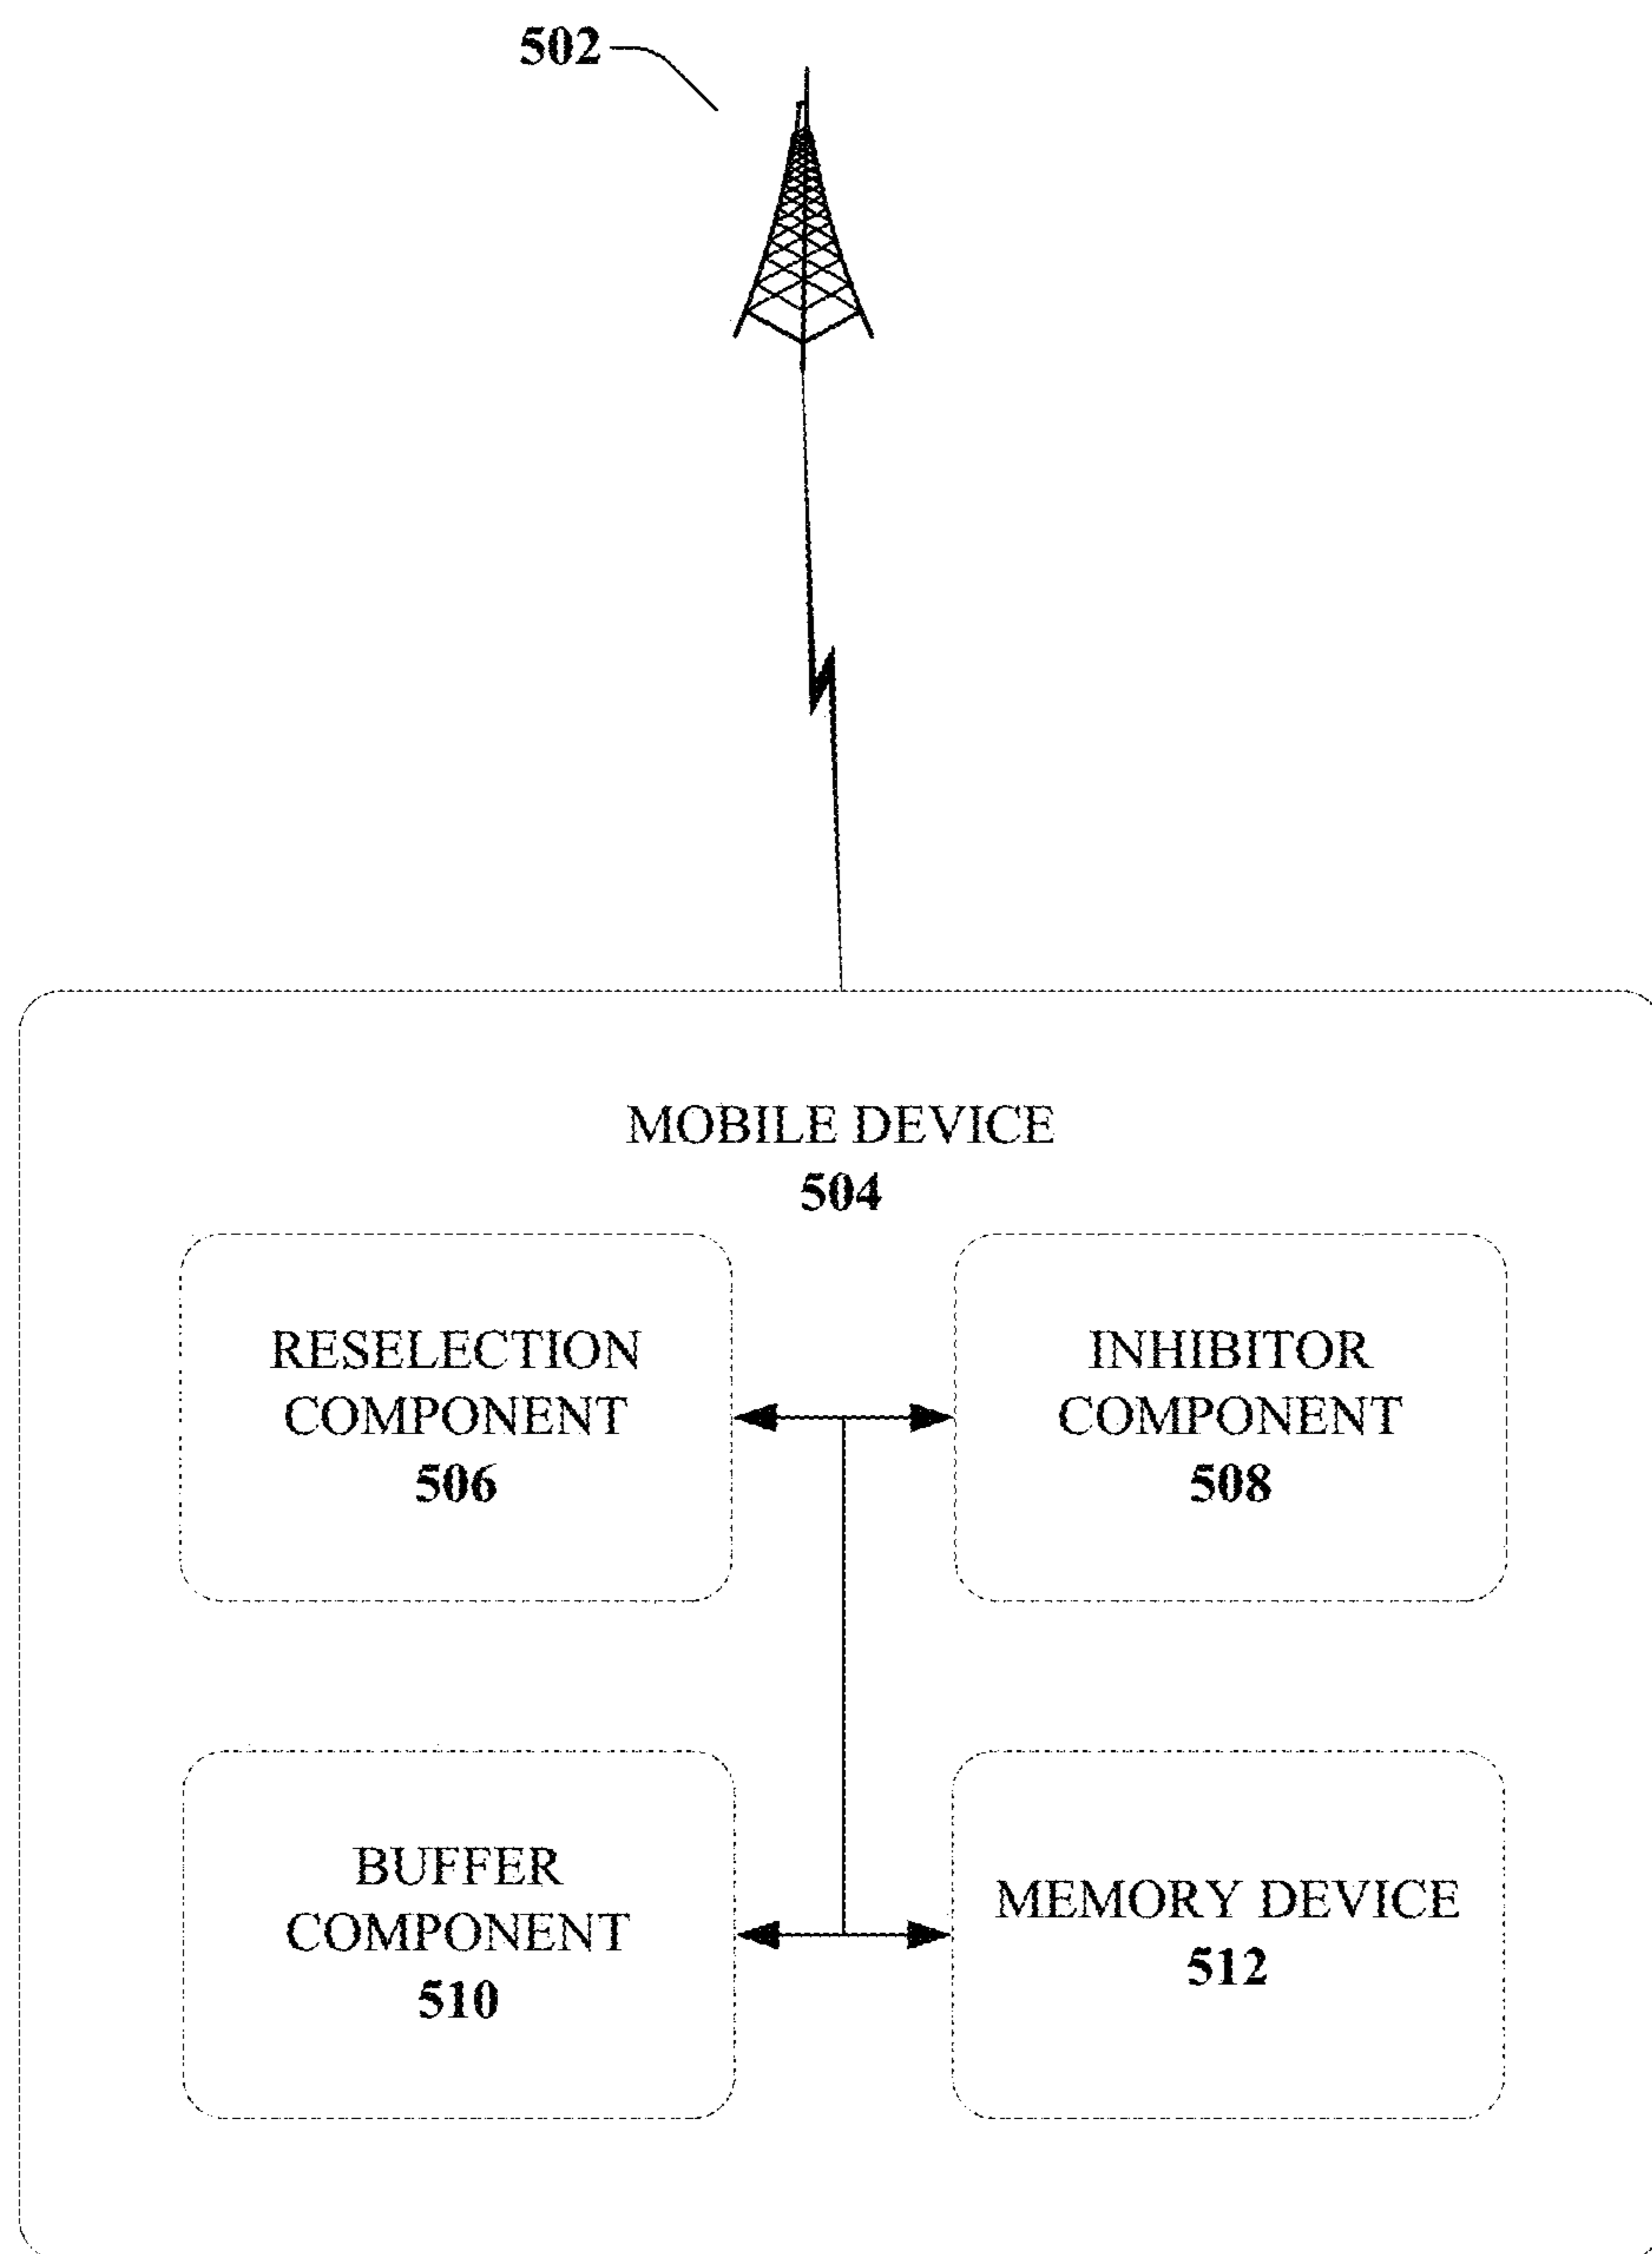 502
MOBILE DEVICE
504
RESELECTION
COMPONENT
506
INHIBITOR
COMPONENT
508
BUFFER
COMPONENT
510
MEMORY DEVICE
512